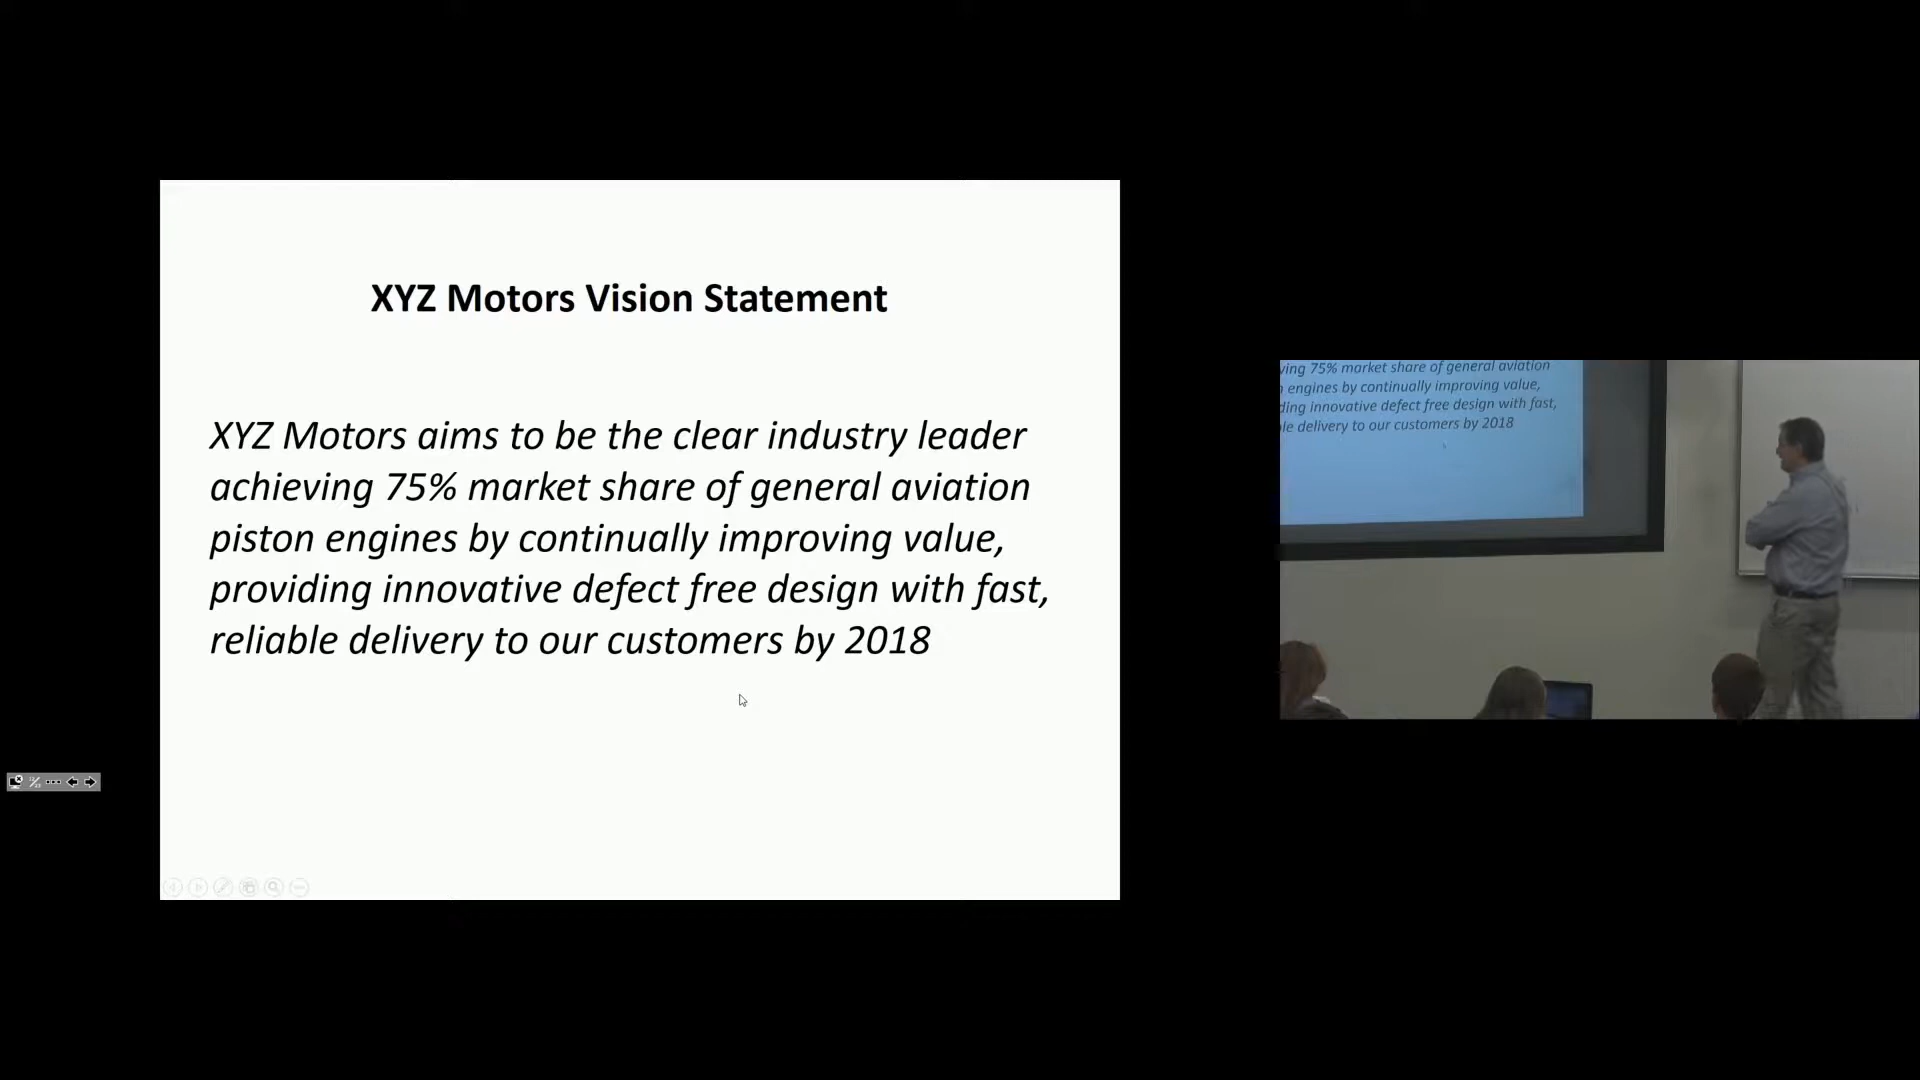 XYZ Motors Vision Statement
XYZ Motors aims to be the clear industry leader
achieving 75% market share of general aviation
piston engines by continually improving value,
providing innovative defect free design with fast,
reliable delivery to our customers by 2018
ving 75% market share of general aviation
engines by continually improving value,
ding innovative defect free design with fast,
le delivery to our customers by 2018